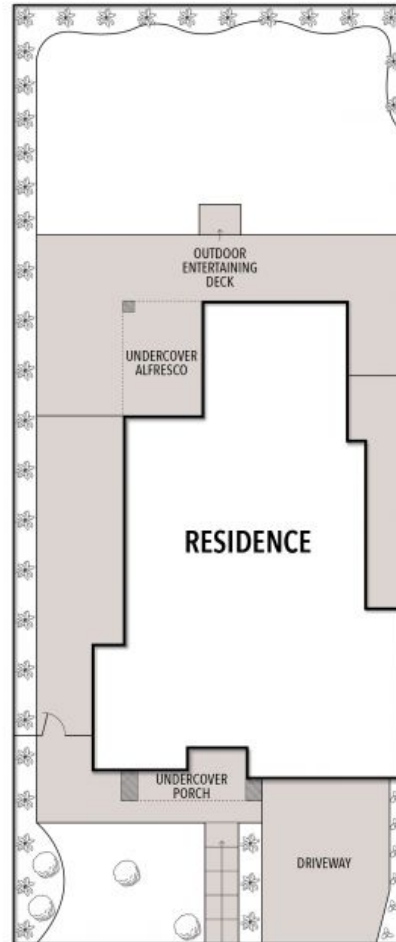 OUTDOOR
ENTERTAINING
DECK
UNDERCOVER
ALFRESCO
RESIDENCE
UNDERCOVER
PORCH
DRIVEWAY